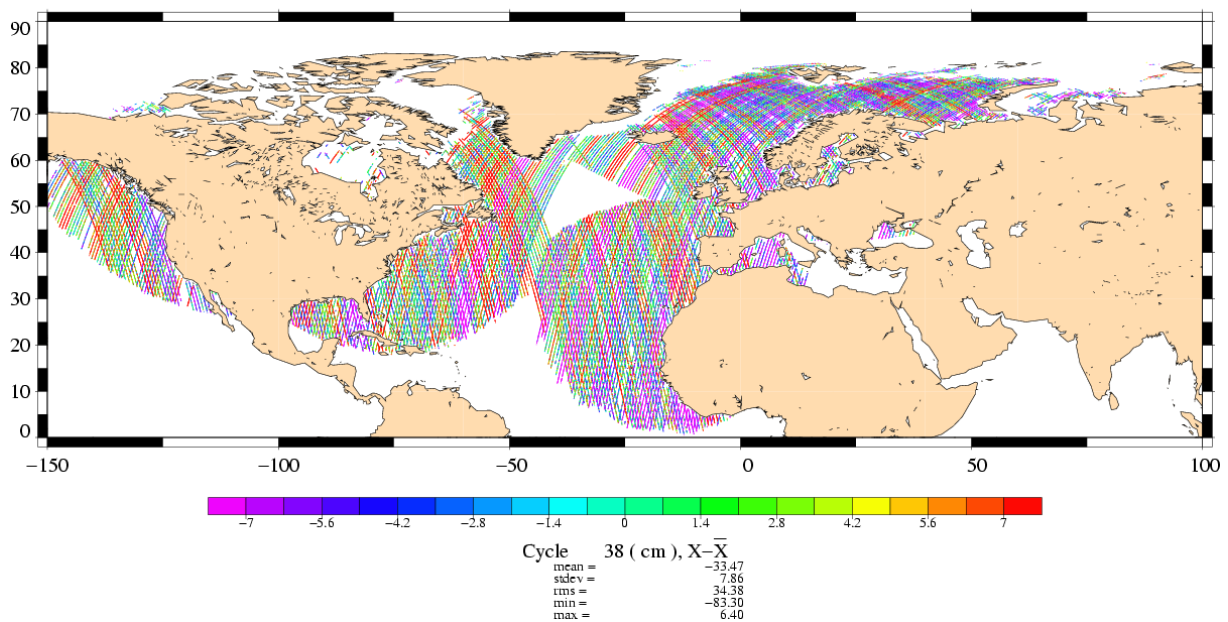 90
80
70
60
50
40
30
20
10
0
−150 −100 −50 0 50 100
−7 −5.6 −4.2 −2.8 −1.4 0 1.4 2.8 4.2 5.6 7
Cycle 38 ( cm ), X−X̅
mean = −33.47
stdev = 7.86
rms = 34.38
min = −83.30
max = 6.40